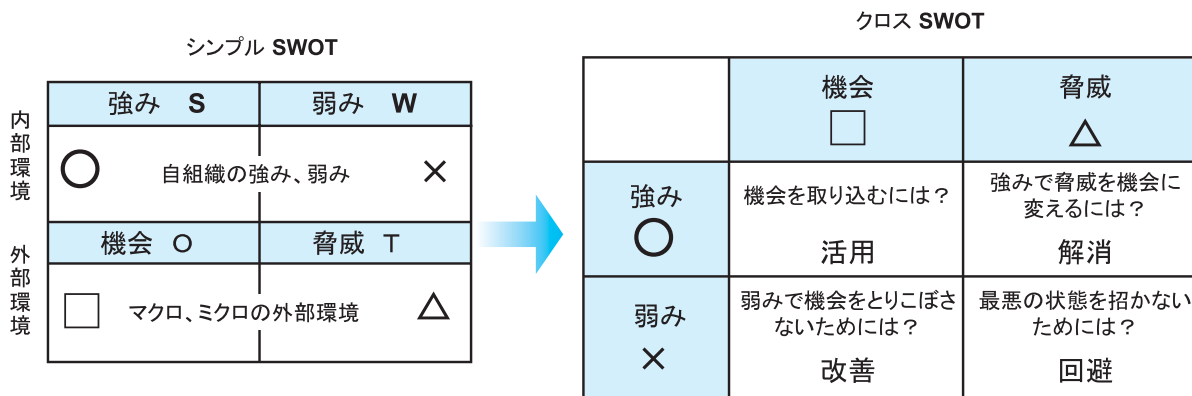 シンプル SWOT
内部環境
強み S
弱み W
○
自組織の強み、弱み
×
外部環境
機会 O
脅威 T
□
マクロ、ミクロの外部環境
△
クロス SWOT
機会
□
脅威
△
強み
○
機会を取り込むには？
活用
強みで脅威を機会に
変えるには？
解消
弱み
×
弱みで機会をとりこぼさ
ないためには？
改善
最悪の状態を招かない
ためには？
回避